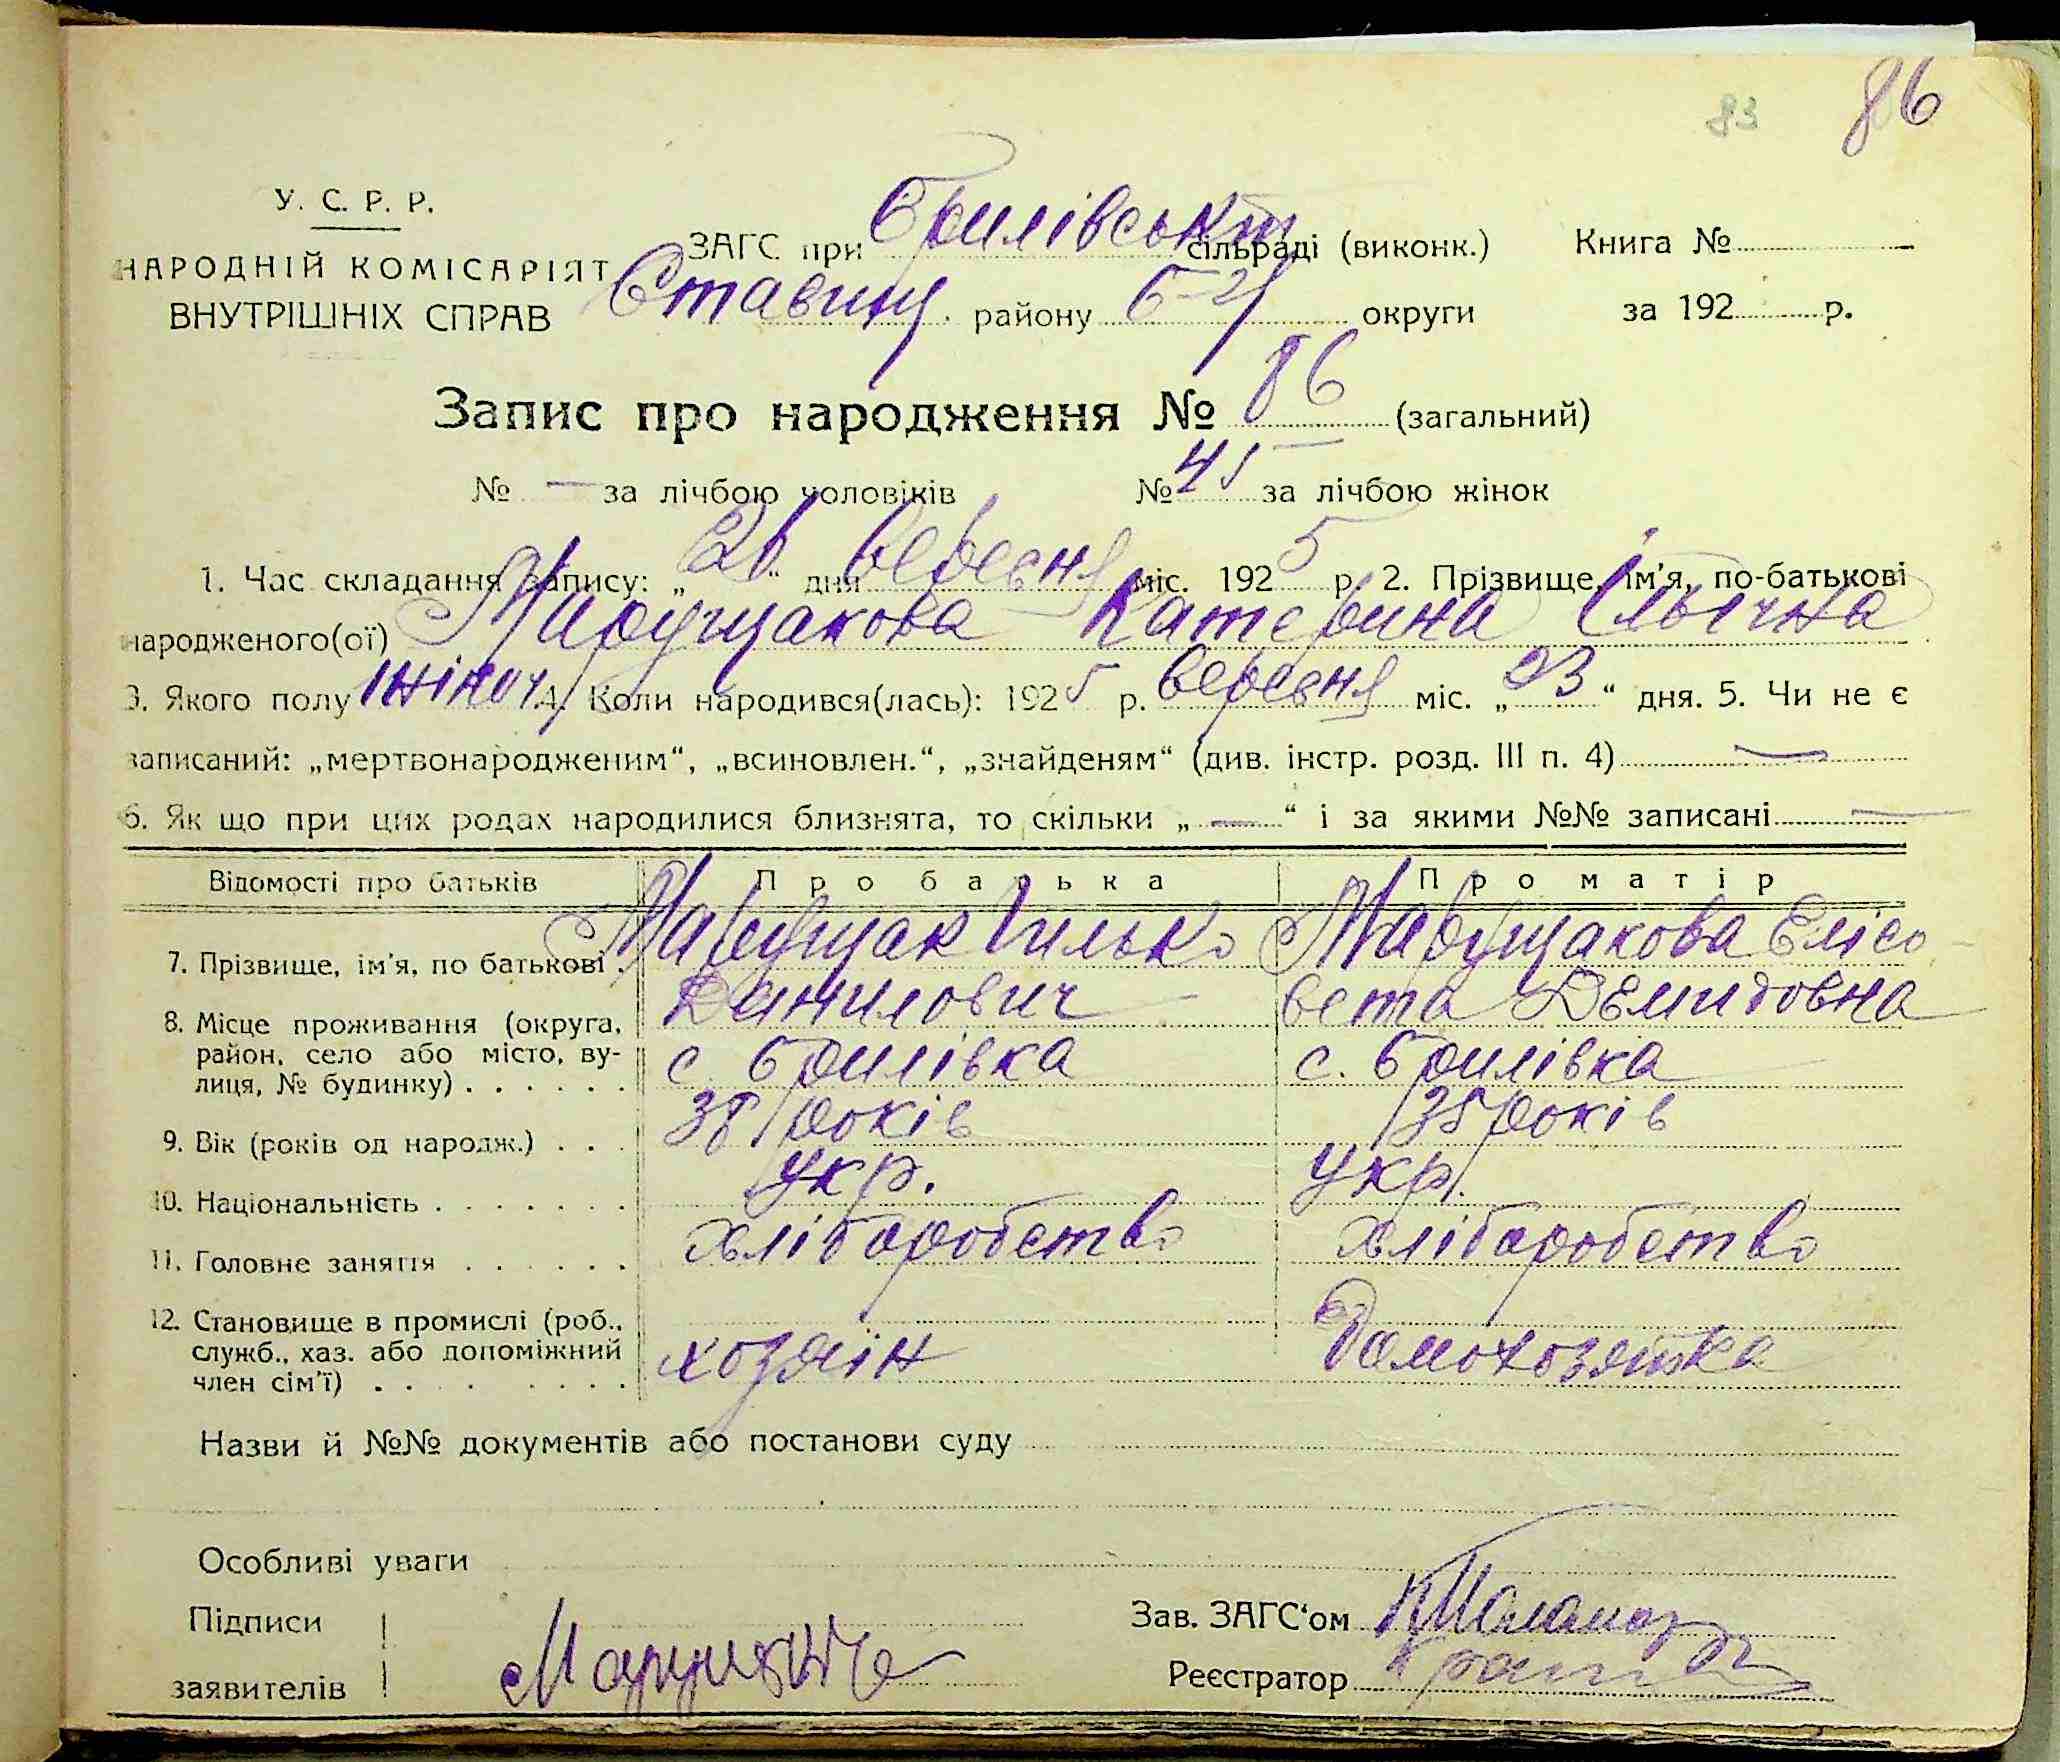 83 86
У. С. Р. Р.
НАРОДНІЙ КОМІСАРІЯТ
ВНУТРІШНІХ СПРАВ
ЗАГС при Брилівськ сільраді (виконк.) Книга № —
Ставищ. району Б-Ц округи за 192 р.
Запис про народження № 86 (загальний)
№ — за лічбою чоловіків № 45 за лічбою жінок
1. Час складання запису: „26“ дня вересня міс. 1925 р. 2. Прізвище, ім'я, по-батькові
народженого(ої) Марущакова Катерина Ільічна
3. Якого полу жіноч. 4. Коли народився(лась): 1925 р. вересня міс. „23“ дня. 5. Чи не є
записаний: „мертвонародженим“, „всиновлен.“, „знайденям“ (див. інстр. розд. III п. 4) —
6. Як що при цих родах народилися близнята, то скільки „—“ і за якими №№ записані —
Відомості про батьків Про батька Про матір
7. Прізвище, ім'я, по батькові . Марущак Гилько Марущакова Елісо-
Данилович вета Демидовна
8. Місце проживання (округа, район, село або місто, вулиця, № будинку) . . . . . . с. Брилівка с. Брилівка
9. Вік (років од народж.) . . . 38 років 35 років
10. Національність . . . . . . . укр. укр.
11. Головне заняття . . . . . . хлібаробство хлібаробство
12. Становище в промислі (роб., служб., хаз. або допоміжний член сім'ї) . . . . . . . . хозяін Домохозяйка
Назви й №№ документів або постанови суду
Особливі уваги
Підписи
заявителів
Зав. ЗАГС'ом
Реєстратор